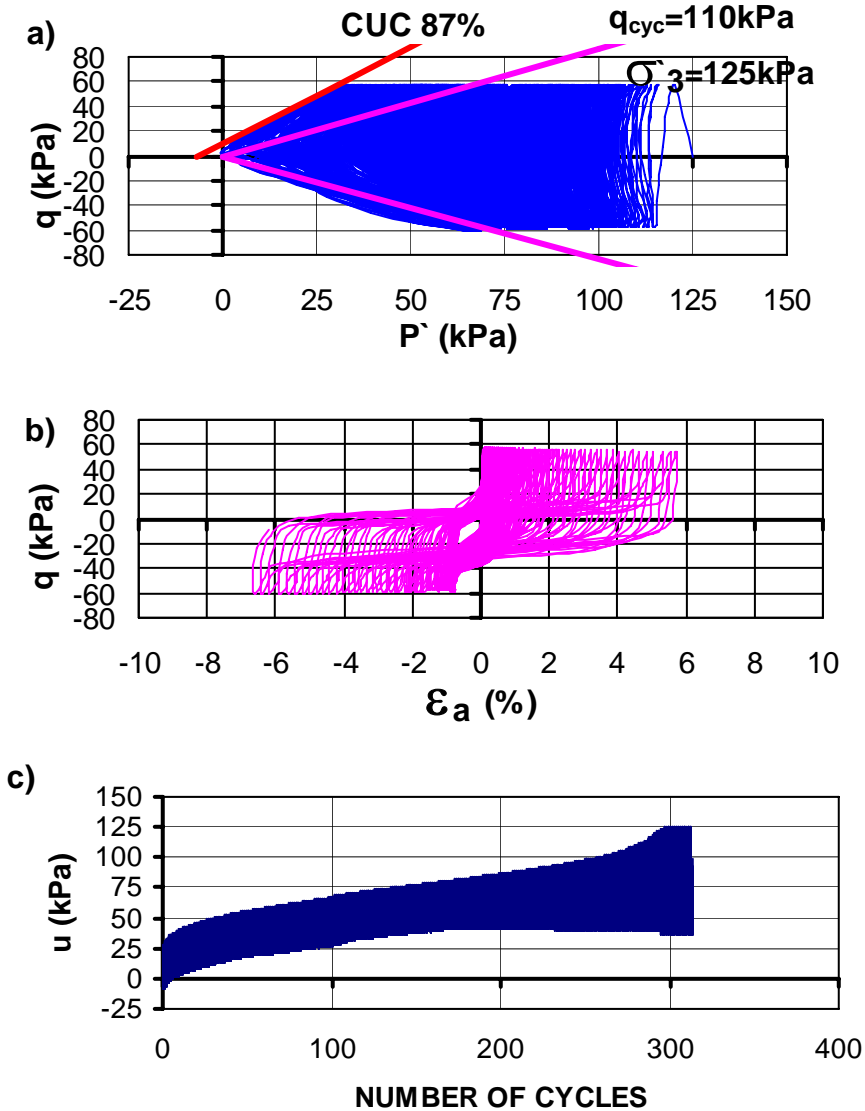 a)
CUC 87%
q cyc=110kPa
σ`3=125kPa
80
60
40
20
0
-20
-40
-60
-80
q (kPa)
-25 0 25 50 75 100 125 150
P` (kPa)
b)
80
60
40
20
0
-20
-40
-60
-80
q (kPa)
-10 -8 -6 -4 -2 0 2 4 6 8 10
εa (%)
c)
150
125
100
75
50
25
0
-25
u (kPa)
0 100 200 300 400
NUMBER OF CYCLES